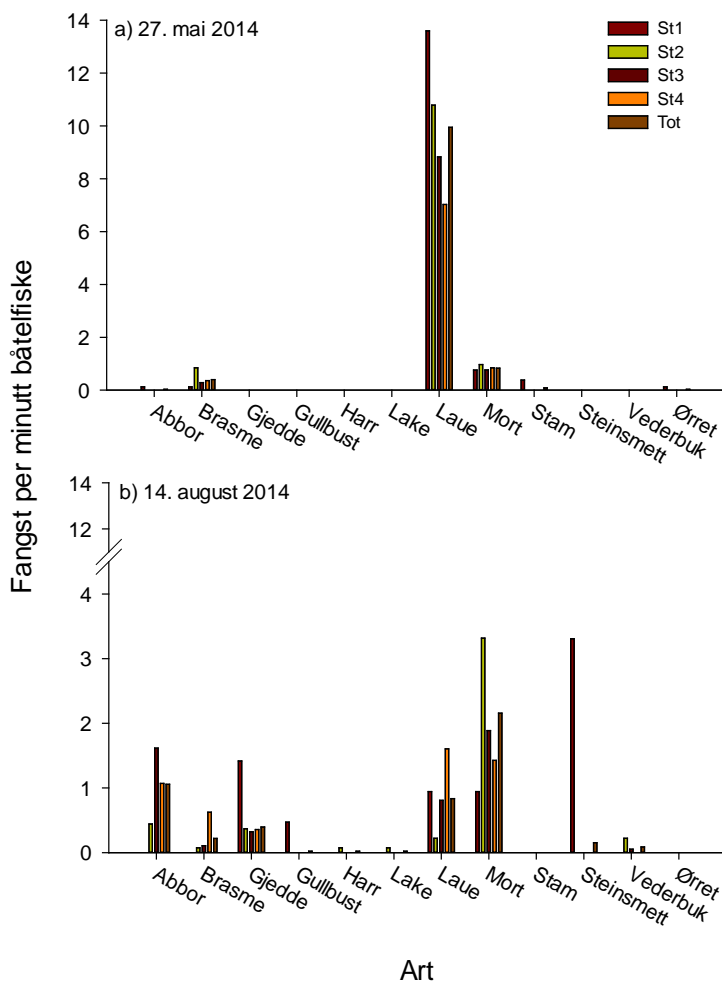 14
a) 27. mai 2014
St1
St2
St3
St4
Tot
12
10
8
6
4
2
0
Abbor
Brasme
Gjedde
Gullbust
Harr
Lake
Laue
Mort
Stam
Steinsmett
Vederbuk
Ørret
Fangst per minutt båtelfiske
14
b) 14. august 2014
12
4
3
2
1
0
Abbor
Brasme
Gjedde
Gullbust
Harr
Lake
Laue
Mort
Stam
Steinsmett
Vederbuk
Ørret
Art